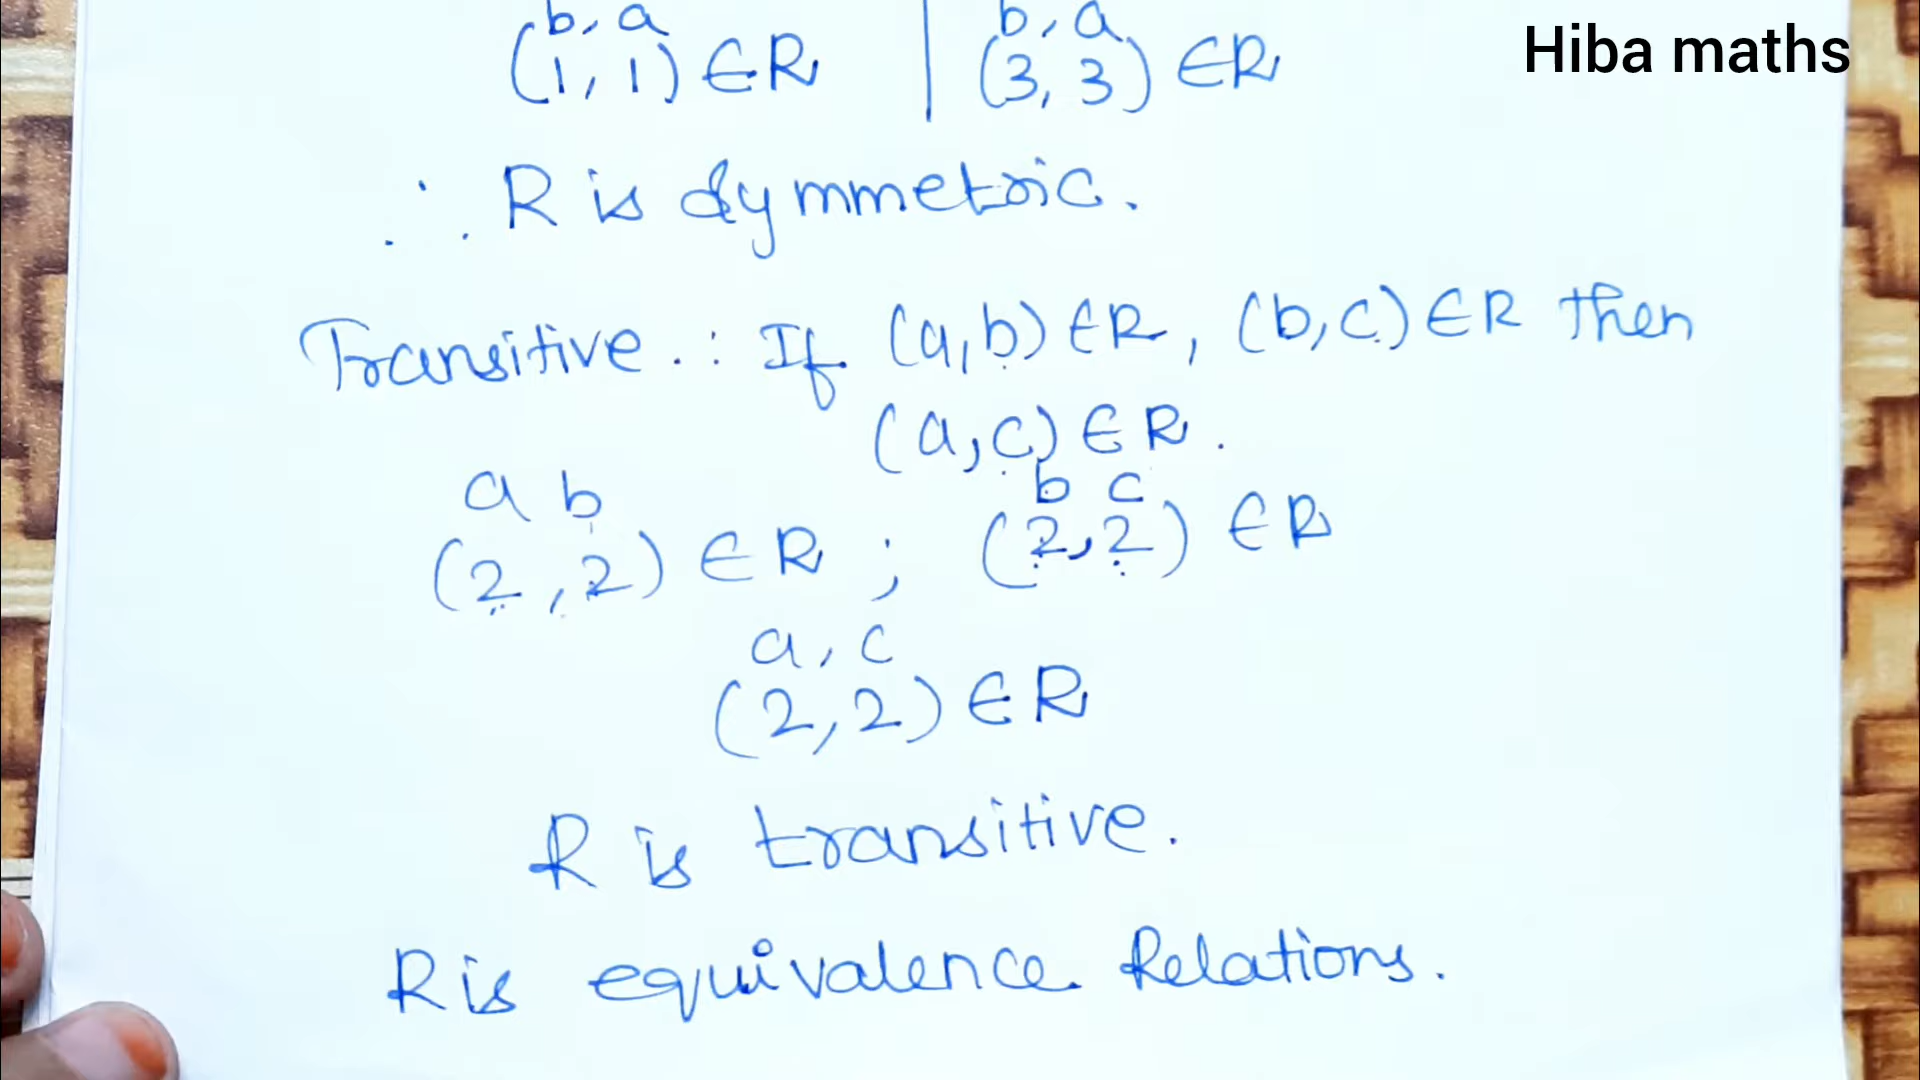 Hiba maths
b, a b, a
(1, 1) ∈ R | (3, 3) ∈ R
∴ R is symmetric.
Transitive : If (a, b) ∈ R, (b, c) ∈ R then
(a, c) ∈ R.
a b b c
(2, 2) ∈ R ; (2, 2) ∈ R
a, c
(2, 2) ∈ R
R is transitive.
R is equivalence Relations.